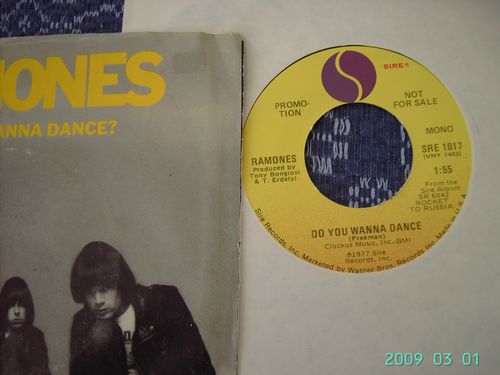 IONES
ANNA DANCE?
SIRE®
PROMO-
TION
NOT
FOR SALE
MONO
SRE 1017
(VNY 1453)
1:55
RAMONES
Produced by
Tony Bongiovi
& T. Erdelyi
From the
Sire Album
SR 6042
ROCKET
TO RUSSIA
DO YOU WANNA DANCE
(Freeman)
Clockus Music, Inc.-BMI
℗1977 Sire
Records, Inc.
Sire Records, Inc. Marketed by Warner Bros. Records Inc. Made in U.S.A.
2009 03 01